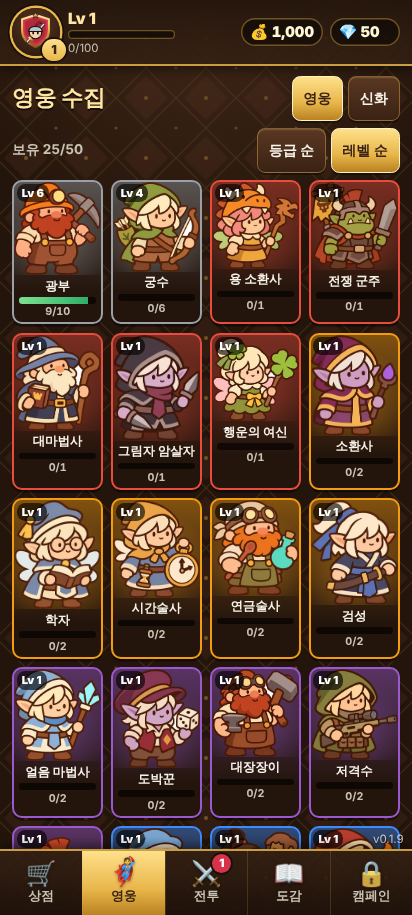 Lv 1
1
0/100
1,000
50
영웅 수집
영웅
신화
보유 25/50
등급 순
레벨 순
Lv 6
Lv 4
Lv 1
Lv 1
광부
궁수
용 소환사
전쟁 군주
9/10
0/6
0/1
0/1
Lv 1
Lv 1
Lv 1
Lv 1
대마법사
그림자 암살자
행운의 여신
소환사
0/1
0/1
0/1
0/2
Lv 1
Lv 1
Lv 1
Lv 1
학자
시간술사
연금술사
검성
0/2
0/2
0/2
0/2
Lv 1
Lv 1
Lv 1
Lv 1
얼음 마법사
도박꾼
대장장이
저격수
0/2
0/2
0/2
0/2
Lv 1
Lv 1
Lv 1
Lv 1
v0.1.9
1
상점
영웅
전투
도감
캠페인